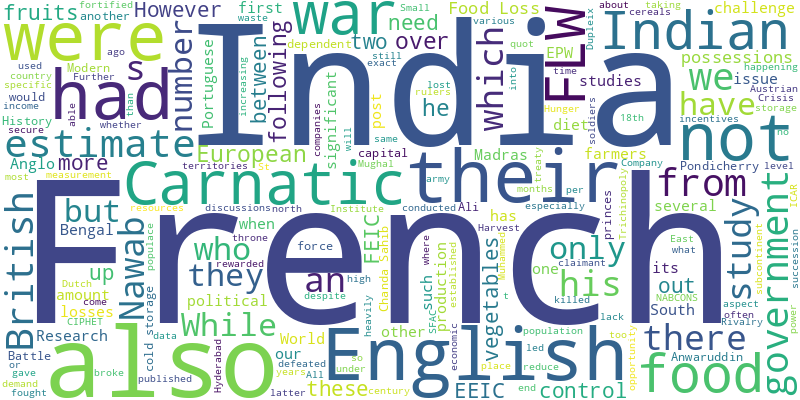 fruits
another
fortified
ago
However
number
first
waste
war
two
Food Loss
need
over
dependent
Small
about
taking
cereals
challenge
were
Modern
used
country
specific
Further
than
between
increasing
quot
various
Dupleix
Indian
had
s
India
FLW
EPW
Hunger
which
following
Portuguess
possessions
we
issue
happening
Austrian
Crisis
storage
would
income
History
secure
able
whether
exact
still
he
post
significant
lost
rulers
into
time
diet
studies
soldiers
18th
incentives
have
no
not
estimate
Anglo
more
European
territories
companies
Mughal
will
same
capital
Madras
farmers
treaty
Company
Pondicherry
level
most
measurement
St
Carnatic
their
from
army
months
per
Trichinopoly
several
British
but
Bengal
resources
discussions
north
Institute
conducted
Ali
especially
has
Harvest
princes
government
ICAR
French
Nawab
populace
who
throne
rewarded
when
an
force
FEIC
where
such
Chanda Sahib
production
established
vegetables
only
his
one
claimant
Muhammed
East
what
its
NABCONS
out
South
study
subcontinent
succession
up
Dutch
come
amount
losses
CIPHET
cold storage
they
political
despite
high
other
SFAC
economic
t
killed
lack
there
aspect
often
Rivalry
power
Research
Battle
or
gave
demand
fought
also
While
data
published
broke
Hyderabad
World
our
defeated
years
All
latter
these
century
so
under
heavily
English
EEIC
place
led
end
population
reduce
control
too
opportunity
food
Anwaruddin